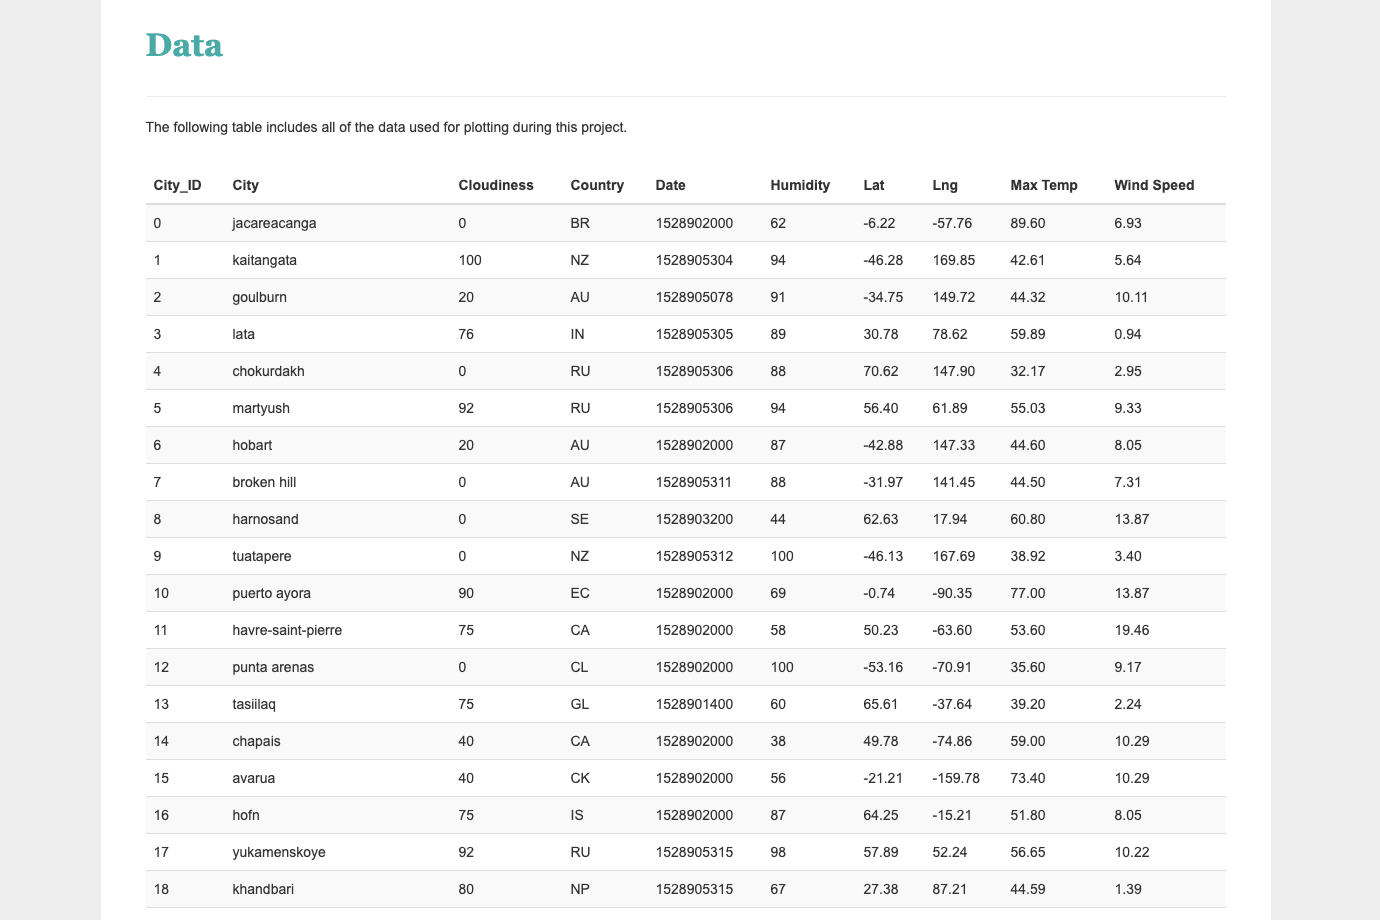 Data
The following table includes all of the data used for plotting during this project.
City_ID City Cloudiness Country Date Humidity Lat Lng Max Temp Wind Speed
0 jacareacanga 0 BR 1528902000 62 -6.22 -57.76 89.60 6.93
1 kaitangata 100 NZ 1528905304 94 -46.28 169.85 42.61 5.64
2 goulburn 20 AU 1528905078 91 -34.75 149.72 44.32 10.11
3 lata 76 IN 1528905305 89 30.78 78.62 59.89 0.94
4 chokurdakh 0 RU 1528905306 88 70.62 147.90 32.17 2.95
5 martyush 92 RU 1528905306 94 56.40 61.89 55.03 9.33
6 hobart 20 AU 1528902000 87 -42.88 147.33 44.60 8.05
7 broken hill 0 AU 1528905311 88 -31.97 141.45 44.50 7.31
8 harnosand 0 SE 1528903200 44 62.63 17.94 60.80 13.87
9 tuatapere 0 NZ 1528905312 100 -46.13 167.69 38.92 3.40
10 puerto ayora 90 EC 1528902000 69 -0.74 -90.35 77.00 13.87
11 havre-saint-pierre 75 CA 1528902000 58 50.23 -63.60 53.60 19.46
12 punta arenas 0 CL 1528902000 100 -53.16 -70.91 35.60 9.17
13 tasiilaq 75 GL 1528901400 60 65.61 -37.64 39.20 2.24
14 chapais 40 CA 1528902000 38 49.78 -74.86 59.00 10.29
15 avarua 40 CK 1528902000 56 -21.21 -159.78 73.40 10.29
16 hofn 75 IS 1528902000 87 64.25 -15.21 51.80 8.05
17 yukamenskoye 92 RU 1528905315 98 57.89 52.24 56.65 10.22
18 khandbari 80 NP 1528905315 67 27.38 87.21 44.59 1.39